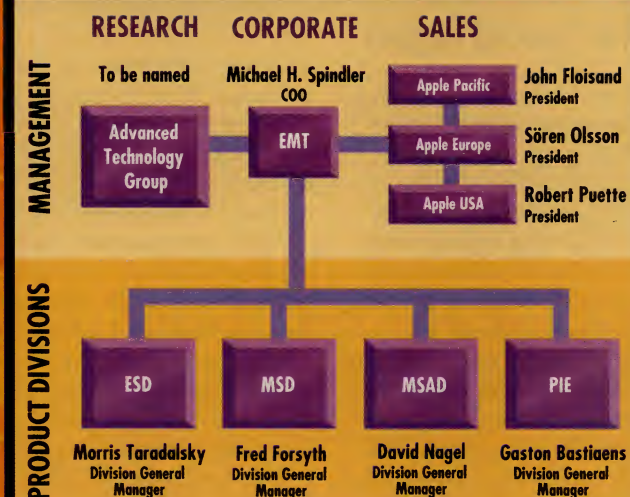 RESEARCH CORPORATE SALES
MANAGEMENT
To be named
Advanced
Technology
Group
Michael H. Spindler
COO
EMT
Apple Pacific
John Floisand
President
Apple Europe
Sören Olsson
President
Apple USA
Robert Puette
President
PRODUCT DIVISIONS
ESD
Morris Taradalsky
Division General
Manager
MSD
Fred Forsyth
Division General
Manager
MSAD
David Nagel
Division General
Manager
PIE
Gaston Bastiaens
Division General
Manager